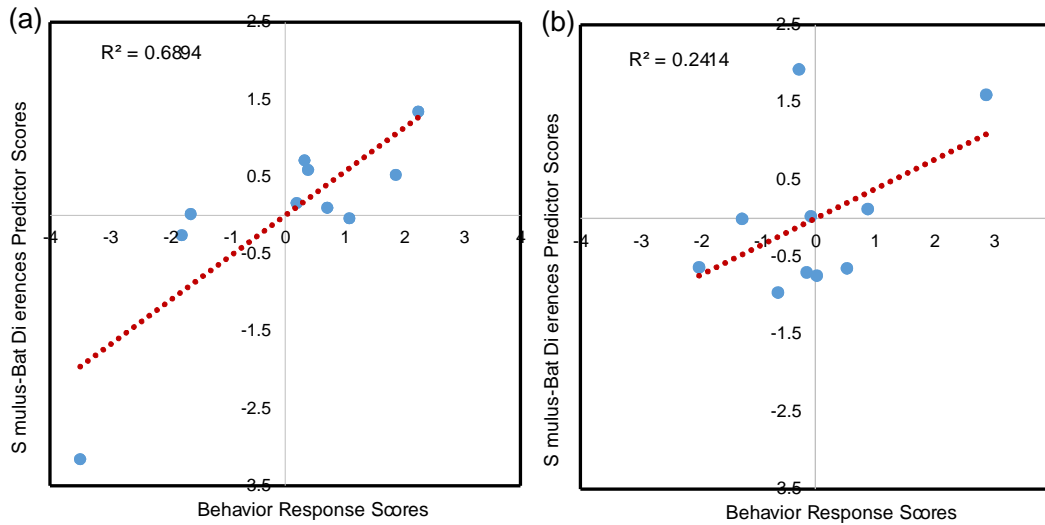 (a)
R² = 0.6894
2.5
1.5
0.5
-0.5
-1.5
-2.5
3.5
-4 -3 -2 -1 0 1 2 3 4
S mulus-Bat Di erences Predictor Scores
Behavior Response Scores
(b)
R² = 0.2414
2.5
1.5
0.5
-0.5
-1.5
-2.5
3.5
-4 -3 -2 -1 0 1 2 3
S mulus-Bat Di erences Predictor Scores
Behavior Response Scores